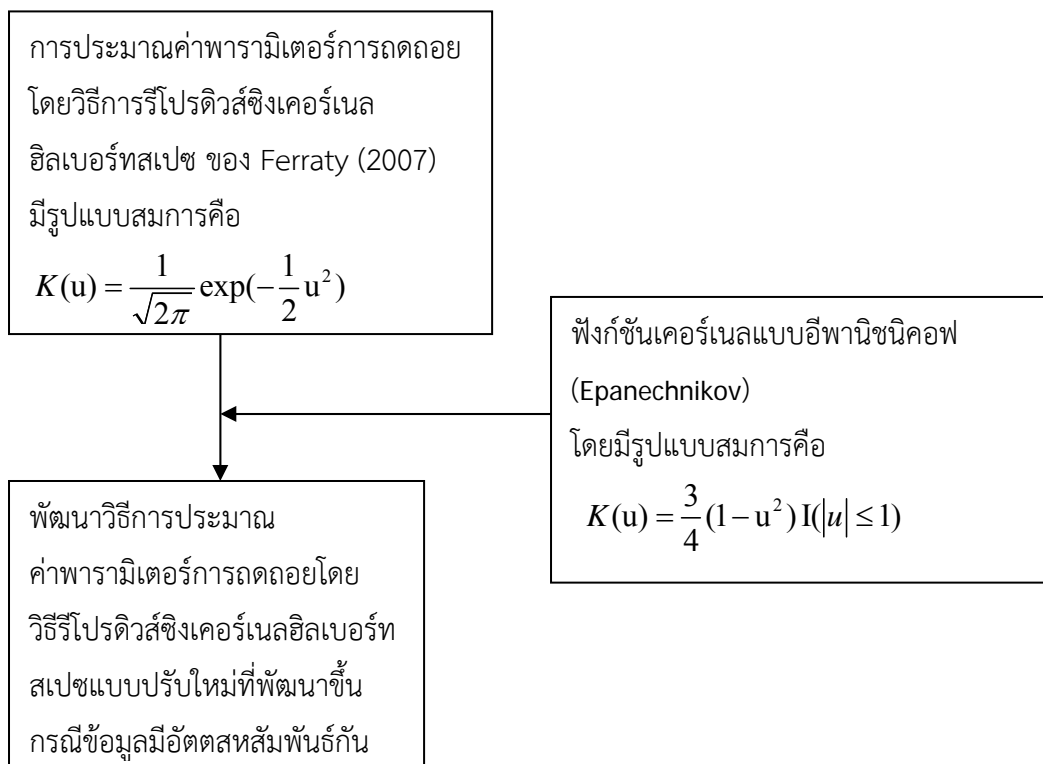 การประมาณค่าพารามิเตอร์การถดถอย
โดยวิธีการรีโปรดิวส์ซิงเคอร์เนล
ฮิลเบอร์ทสเปซ ของ Ferraty (2007)
มีรูปแบบสมการคือ
K(u) = \frac{1}{\sqrt{2π}} exp(-\frac{1}{2}u²)
ฟังก์ชันเคอร์เนลแบบอีพานิชนิคอฟ
(Epanechnikov)
โดยมีรูปแบบสมการคือ
K(u) = \frac{3}{4}(1-u²) I(|u| ≤ 1)
พัฒนาวิธีการประมาณ
ค่าพารามิเตอร์การถดถอยโดย
วิธีรีโปรดิวส์ซิงเคอร์เนลฮิลเบอร์ท
สเปซแบบปรับใหม่ที่พัฒนาขึ้น
กรณีข้อมูลมีอัตตสหสัมพันธ์กัน